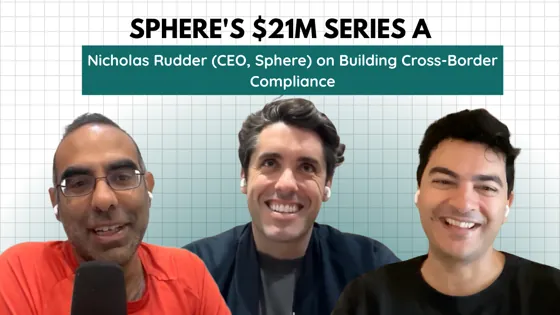 SPHERE'S $21M SERIES A
Nicholas Rudder (CEO, Sphere) on Building Cross-Border
Compliance